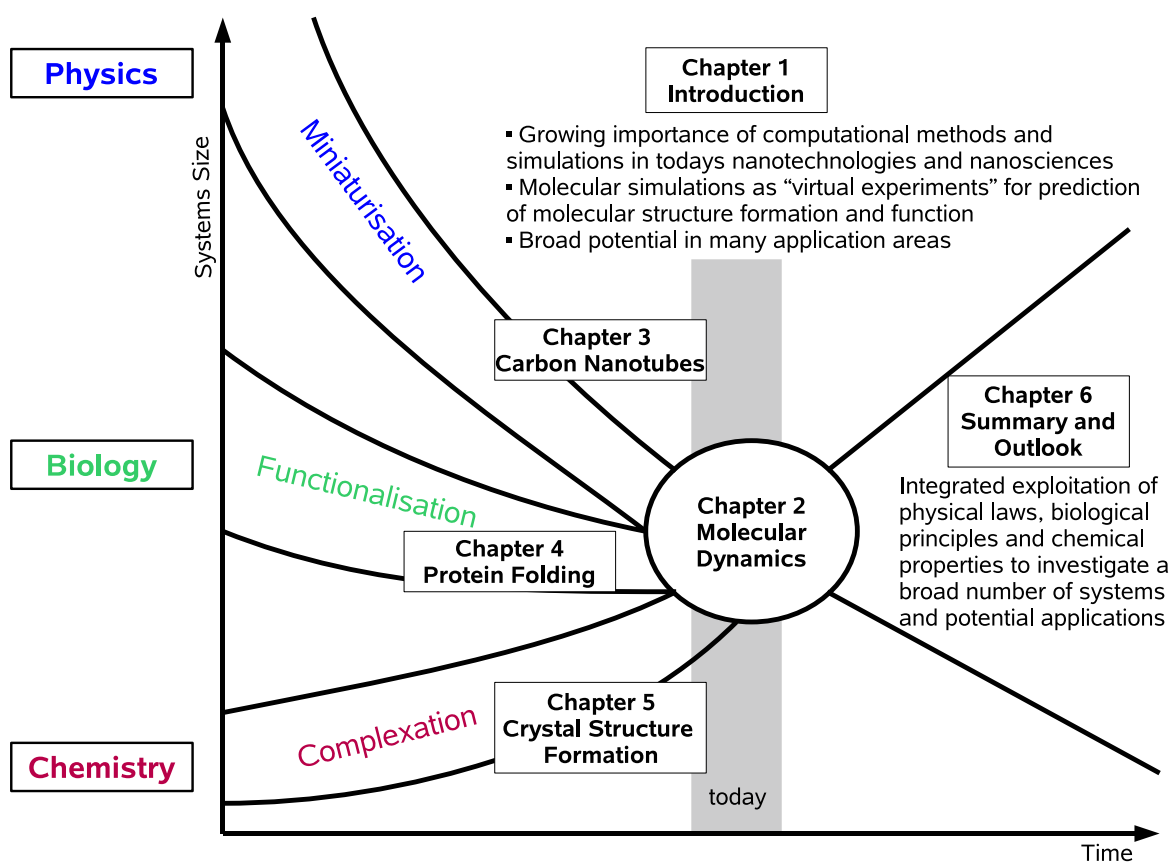 Physics
Systems Size
Miniaturisation
Chapter 1
Introduction
▪ Growing importance of computational methods and
simulations in todays nanotechnologies and nanosciences
▪ Molecular simulations as “virtual experiments” for prediction
of molecular structure formation and function
▪ Broad potential in many application areas
Chapter 3
Carbon Nanotubes
Biology
Functionalisation
Chapter 4
Protein Folding
Chapter 2
Molecular
Dynamics
Chapter 6
Summary and
Outlook
Integrated exploitation of
physical laws, biological
principles and chemical
properties to investigate a
broad number of systems
and potential applications
Chemistry
Complexation
Chapter 5
Crystal Structure
Formation
today
Time